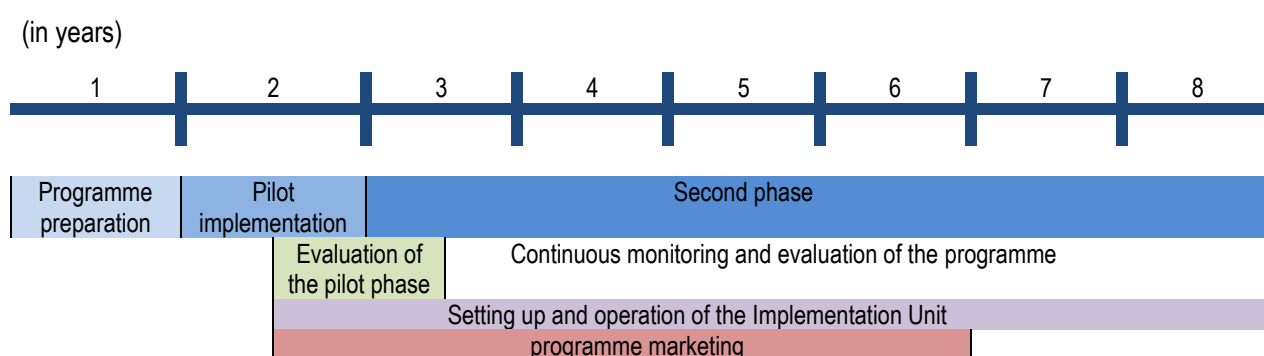 (in years)
1 2 3 4 5 6 7 8
Programme
preparation
Pilot
implementation
Second phase
Evaluation of
the pilot phase
Continuous monitoring and evaluation of the programme
Setting up and operation of the Implementation Unit
programme marketing